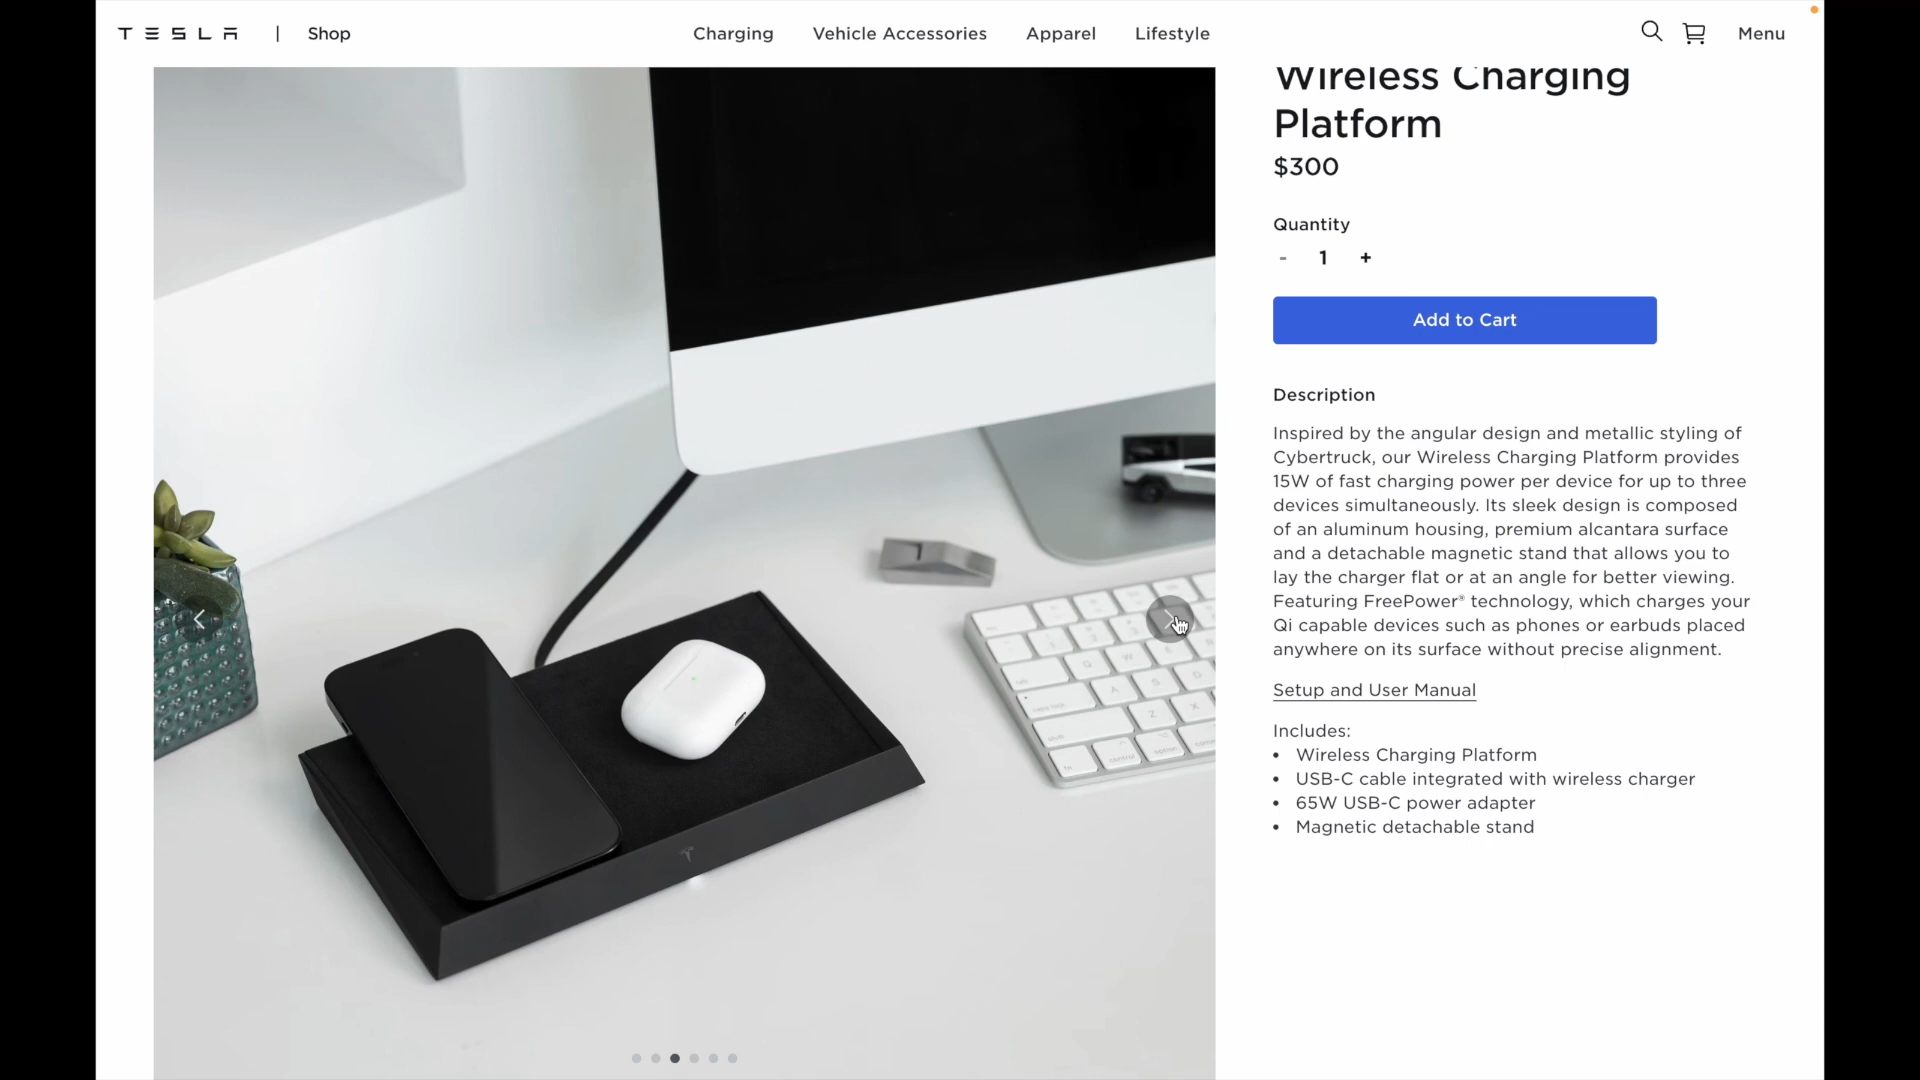 TESLA | Shop
Charging Vehicle Accessories Apparel Lifestyle
Menu
Wireless Charging
Platform
$300
Quantity
- 1 +
Add to Cart
Description
Inspired by the angular design and metallic styling of
Cybertruck, our Wireless Charging Platform provides
15W of fast charging power per device for up to three
devices simultaneously. Its sleek design is composed
of an aluminum housing, premium alcantara surface
and a detachable magnetic stand that allows you to
lay the charger flat or at an angle for better viewing.
Featuring FreePower® technology, which charges your
Qi capable devices such as phones or earbuds placed
anywhere on its surface without precise alignment.
Setup and User Manual
Includes:
• Wireless Charging Platform
• USB-C cable integrated with wireless charger
• 65W USB-C power adapter
• Magnetic detachable stand